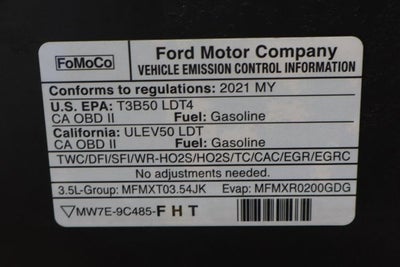 FoMoCo
Ford Motor Company
VEHICLE EMISSION CONTROL INFORMATION
Conforms to regulations: 2021 MY
U.S. EPA: T3B50 LDT4
CA OBD II Fuel: Gasoline
California: ULEV50 LDT
CA OBD II Fuel: Gasoline
TWC/DFI/SFI/WR-HO2S/HO2S/TC/CAC/EGR/EGRC
No adjustments needed.
3.5L-Group: MFMXT03.54JK Evap: MFMXR0200GDG
MW7E-9C485-F H T